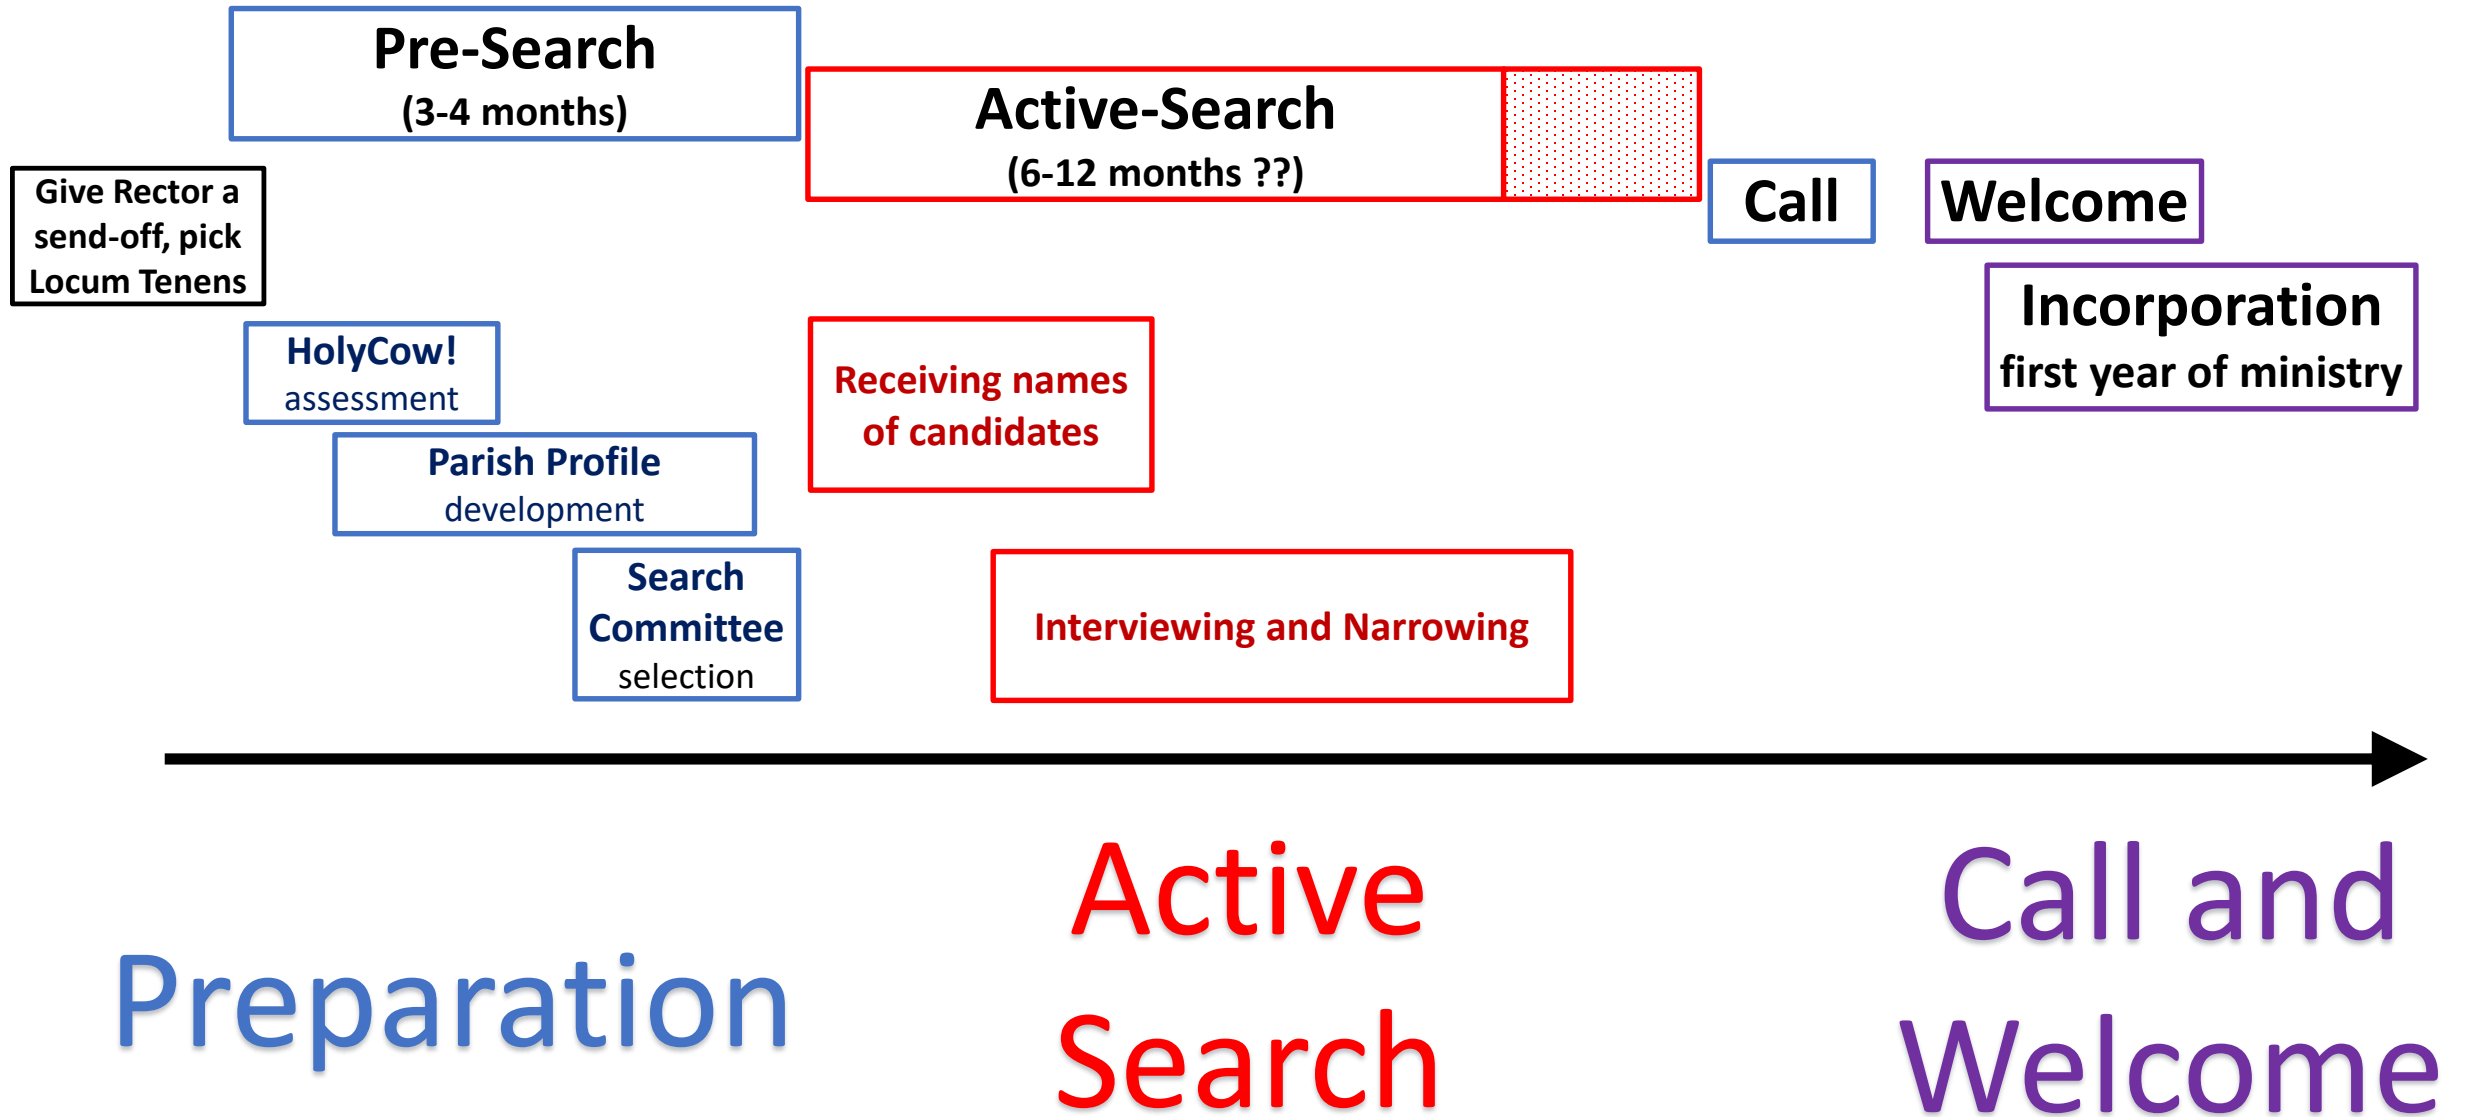 Pre-Search
(3-4 months)
Active-Search
(6-12 months ??)
Give Rector a
send-off, pick
Locum Tenens
Call
Welcome
Incorporation
first year of ministry
HolyCow!
assessment
Receiving names
of candidates
Parish Profile
development
Search
Committee
selection
Interviewing and Narrowing
Preparation
Active
Search
Call and
Welcome